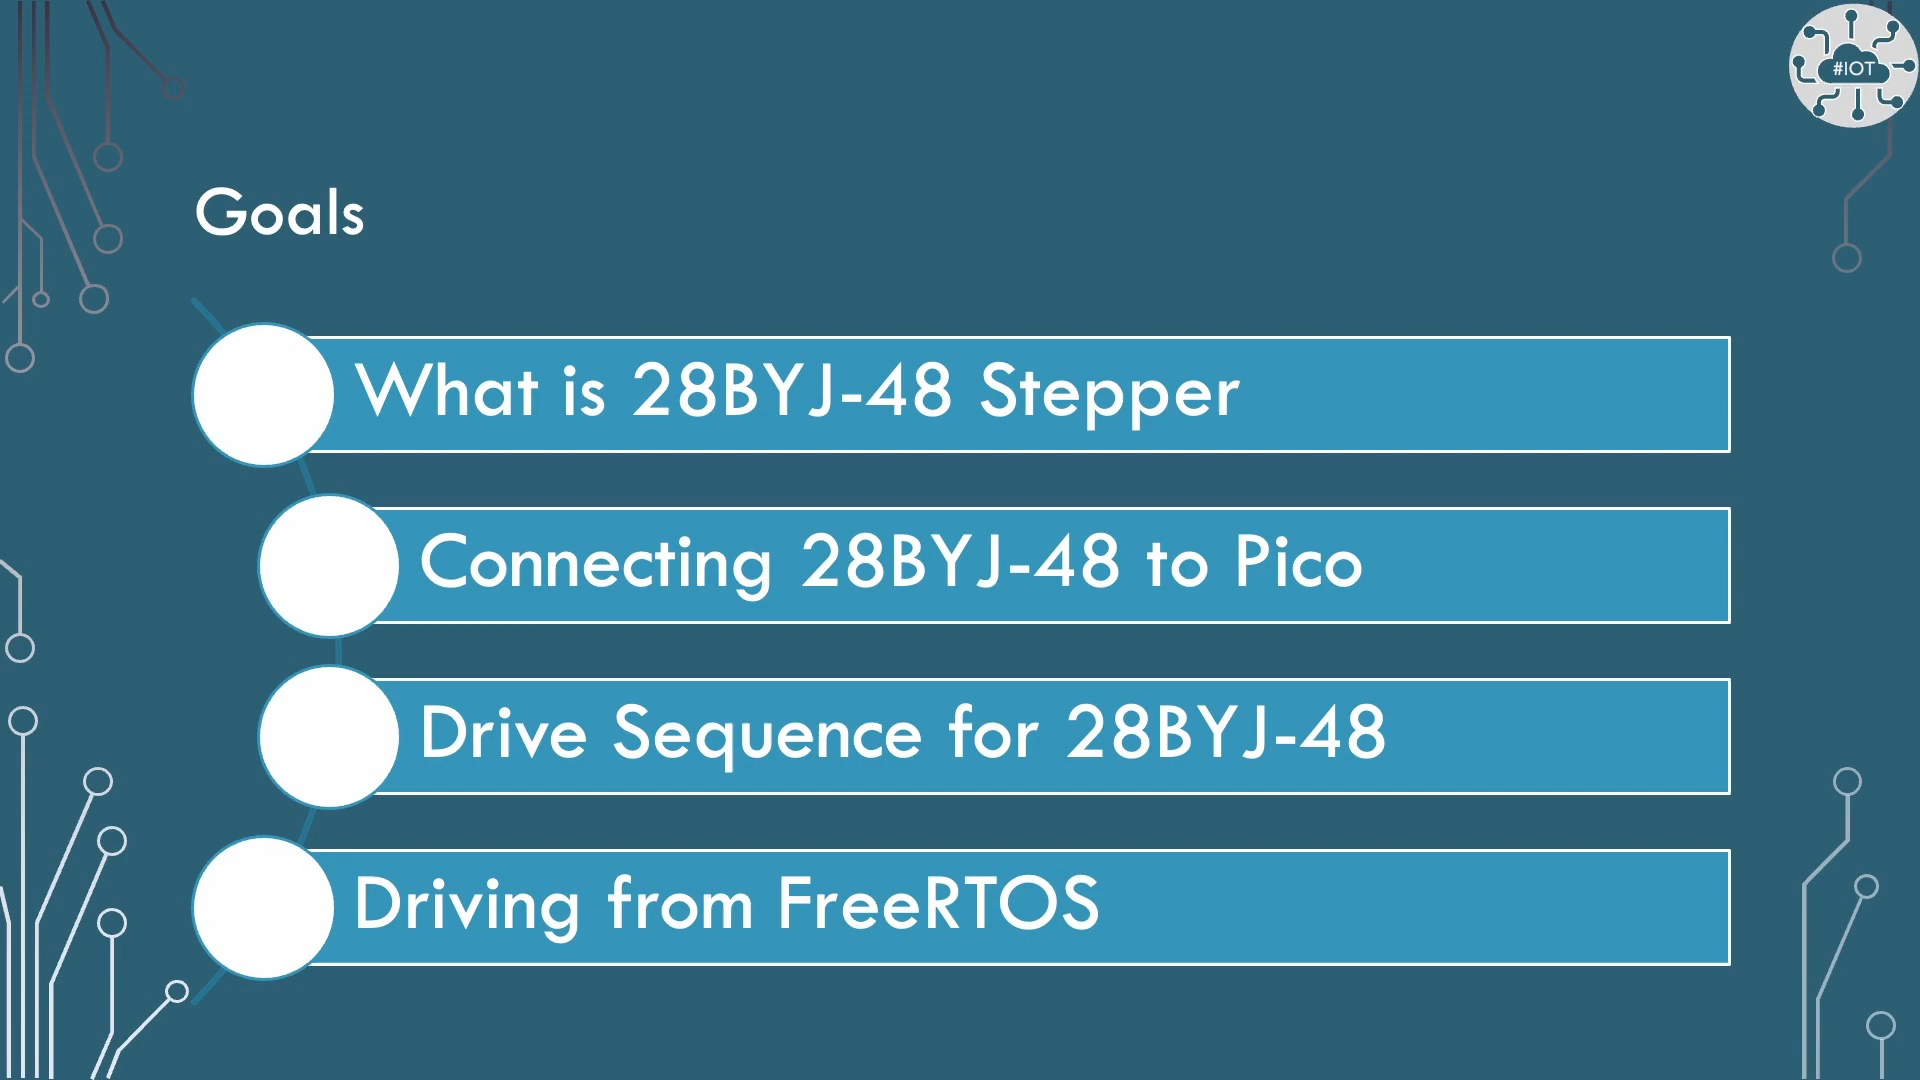 #IOT
Goals
What is 28BYJ-48 Stepper
Connecting 28BYJ-48 to Pico
Drive Sequence for 28BYJ-48
Driving from FreeRTOS